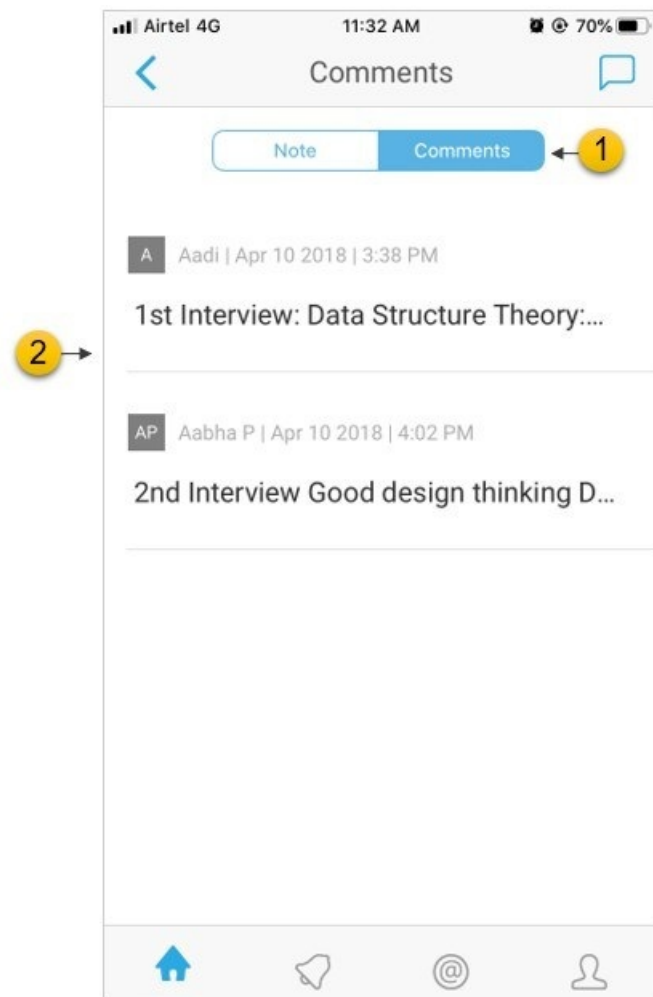 Airtel 4G 11:32 AM 70%
Comments
Note Comments
1
A Aadi | Apr 10 2018 | 3:38 PM
1st Interview: Data Structure Theory:...
2
AP Aabha P | Apr 10 2018 | 4:02 PM
2nd Interview Good design thinking D...
@